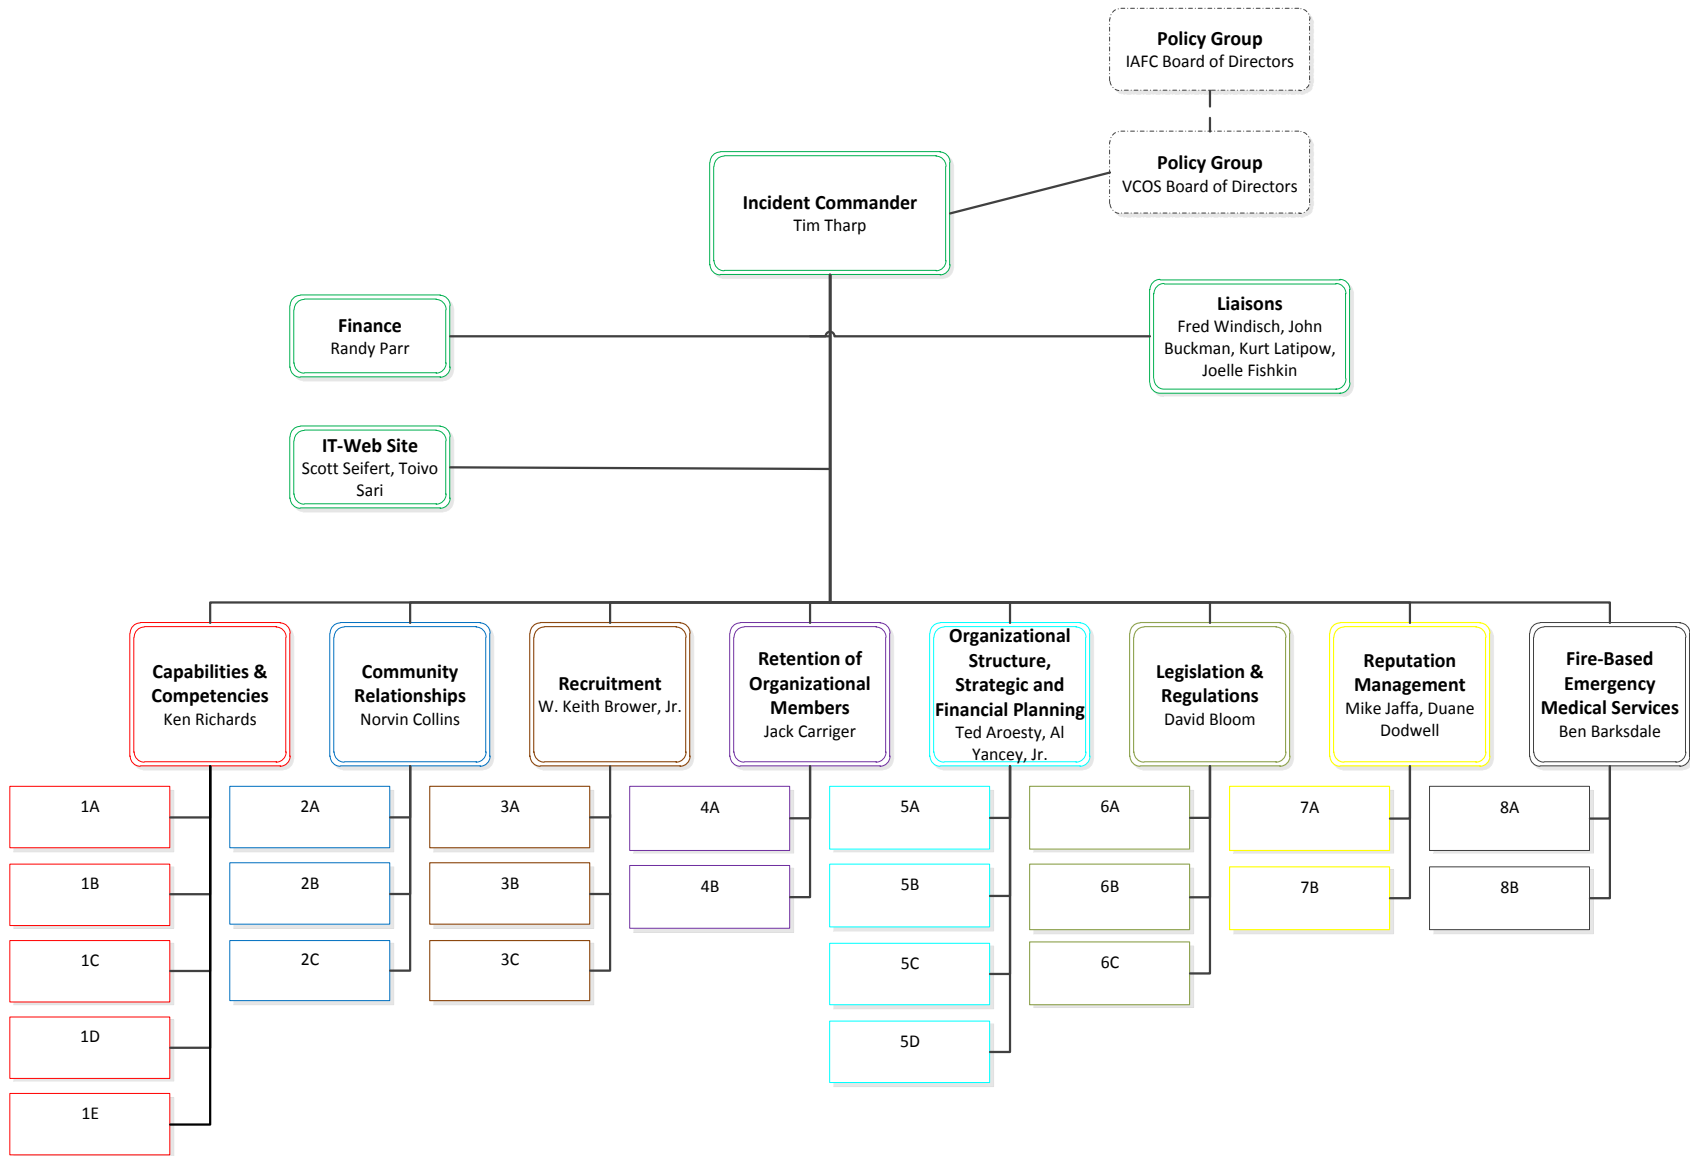 Policy Group
IAFC Board of Directors
Policy Group
VCOS Board of Directors
Incident Commander
Tim Tharp
Finance
Randy Parr
Liaisons
Fred Windisch, John
Buckman, Kurt Latipow,
Joelle Fishkin
IT-Web Site
Scott Seifert, Toivo
Sari
Capabilities &
Competencies
Ken Richards
Community
Relationships
Norvin Collins
Recruitment
W. Keith Brower, Jr.
Retention of
Organizational
Members
Jack Carriger
Organizational
Structure,
Strategic and
Financial Planning
Ted Aroesty, Al
Yancey, Jr.
Legislation &
Regulations
David Bloom
Reputation
Management
Mike Jaffa, Duane
Dodwell
Fire-Based
Emergency
Medical Services
Ben Barksdale
1A
1B
1C
1D
1E
2A
2B
2C
3A
3B
3C
4A
4B
5A
5B
5C
5D
6A
6B
6C
7A
7B
8A
8B